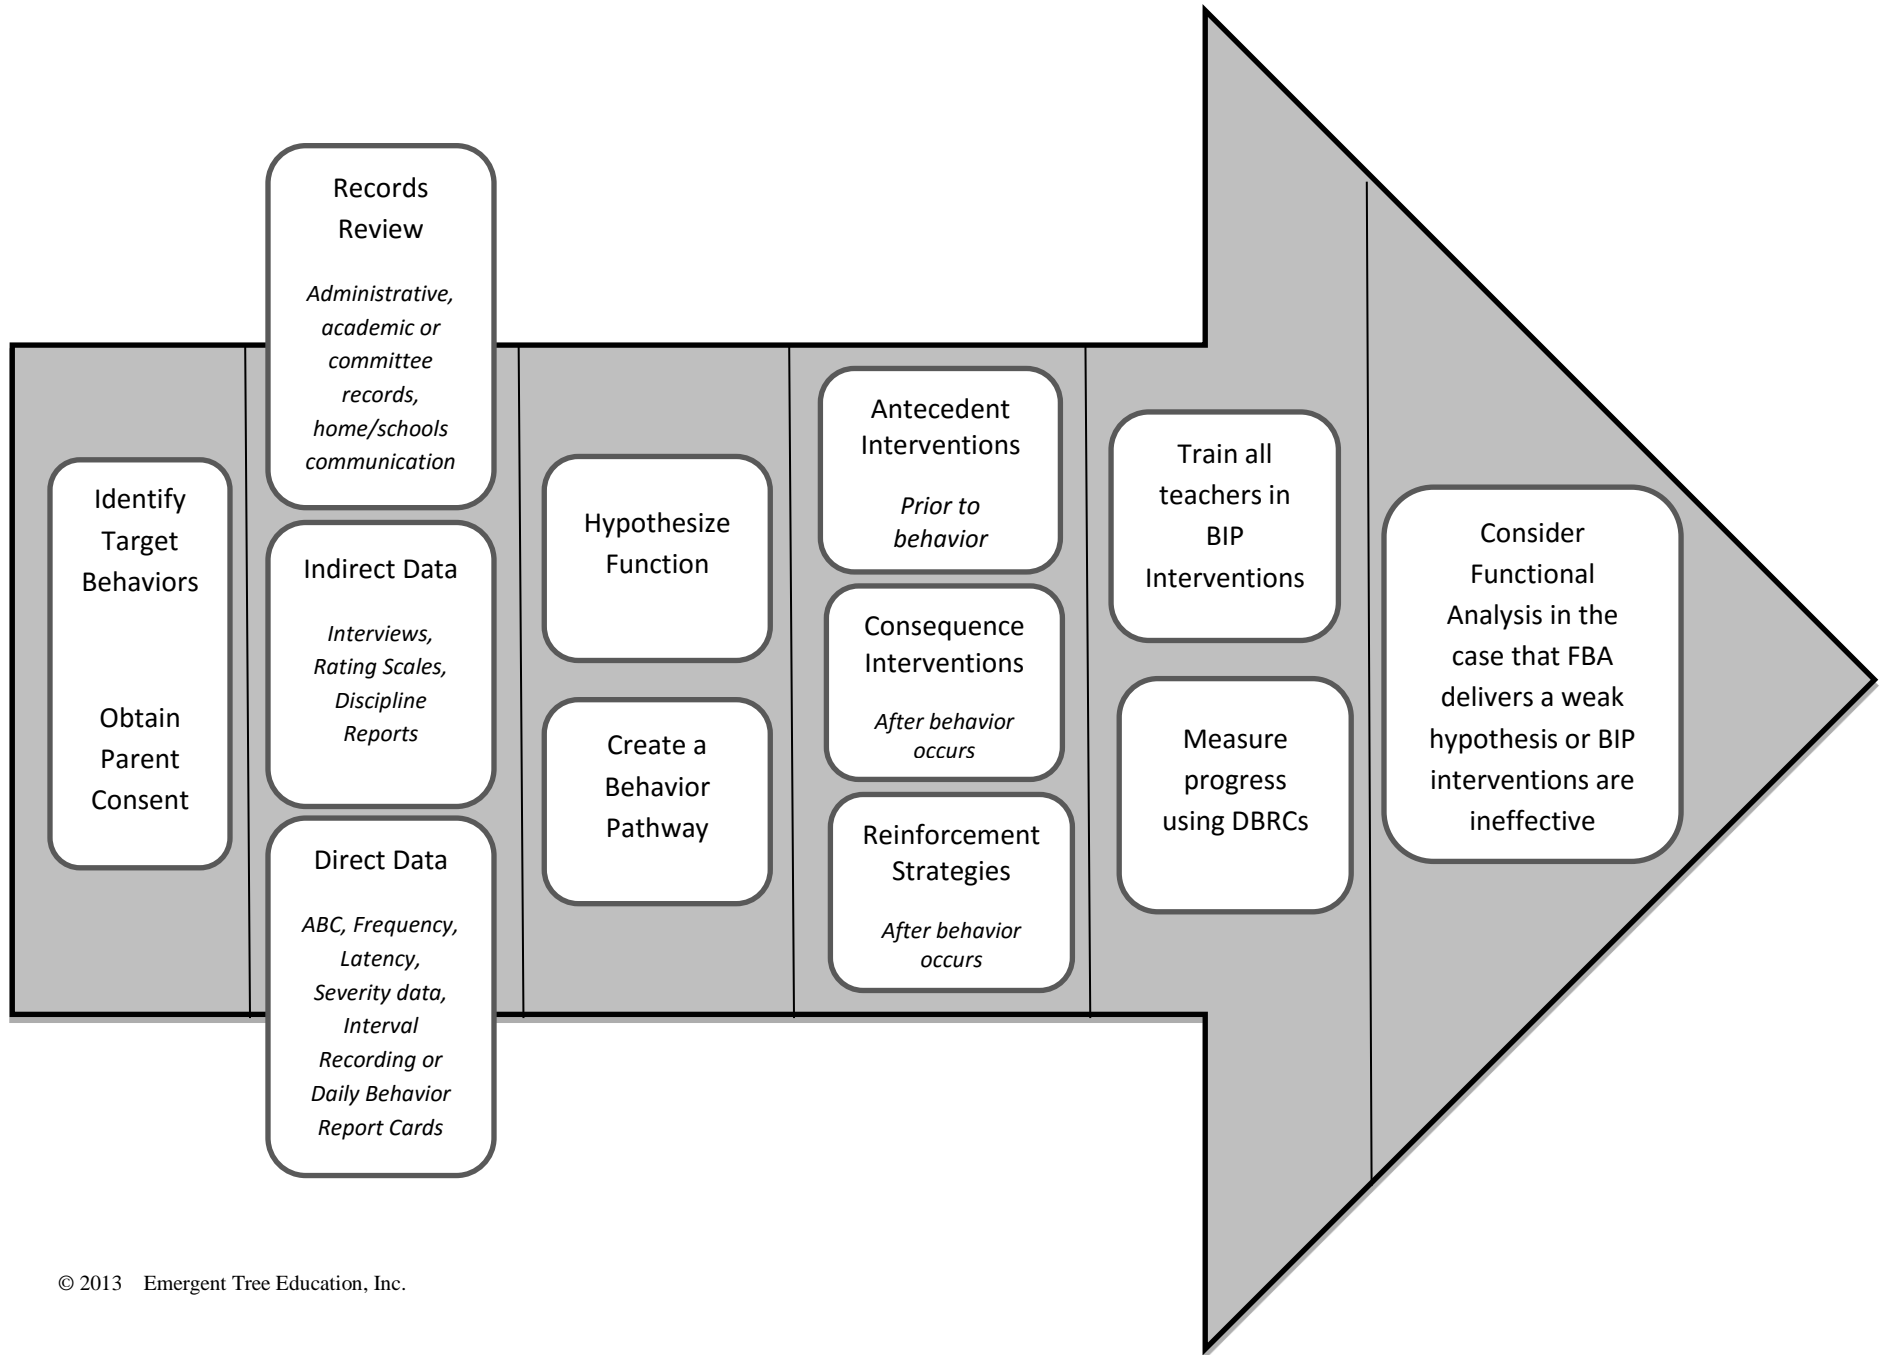 Identify
Target
Behaviors
Obtain
Parent
Consent
Records
Review
Administrative,
academic or
committee
records,
home/schools
communication
Indirect Data
Interviews,
Rating Scales,
Discipline
Reports
Direct Data
ABC, Frequency,
Latency,
Severity data,
Interval
Recording or
Daily Behavior
Report Cards
Hypothesize
Function
Create a
Behavior
Pathway
Antecedent
Interventions
Prior to
behavior
Consequence
Interventions
After behavior
occurs
Reinforcement
Strategies
After behavior
occurs
Train all
teachers in
BIP
Interventions
Measure
progress
using DBRCs
Consider
Functional
Analysis in the
case that FBA
delivers a weak
hypothesis or BIP
interventions are
ineffective
© 2013 Emergent Tree Education, Inc.